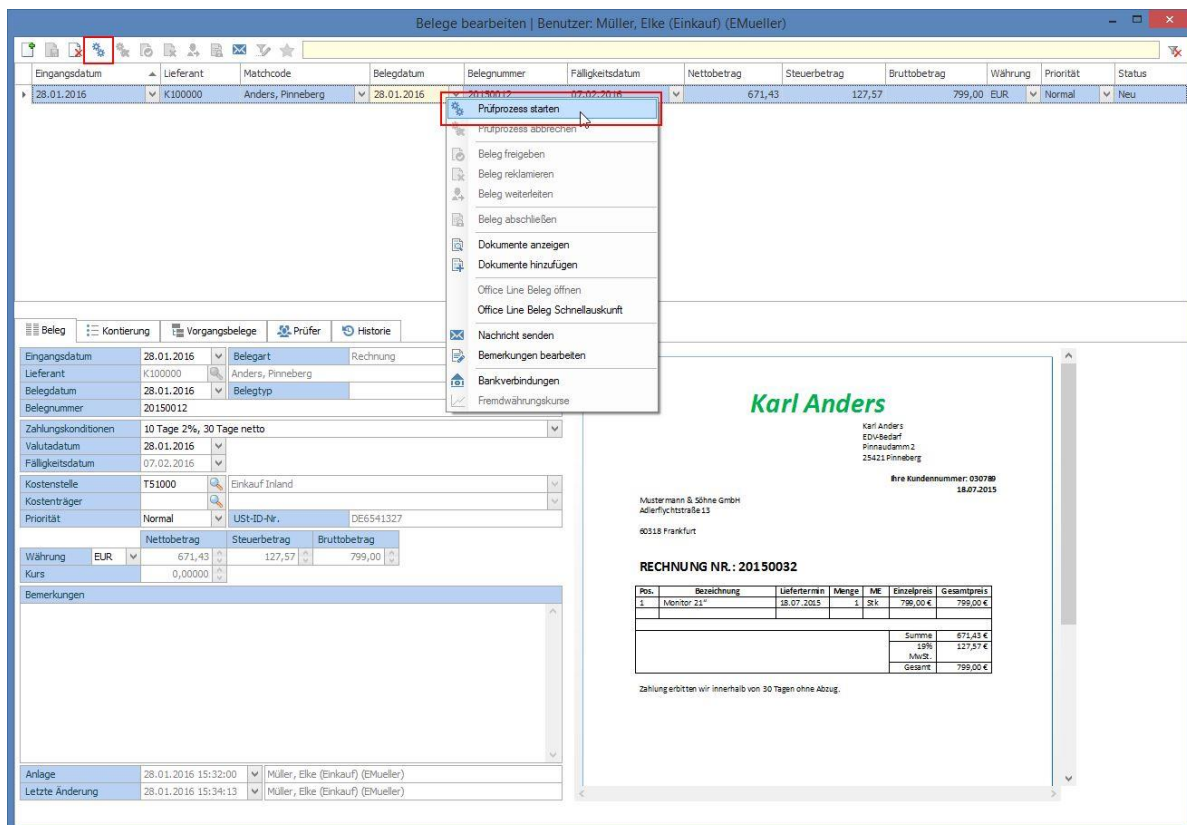 Belege bearbeiten | Benutzer: Müller, Elke (Einkauf) (EMueller)
Eingangsdatum Lieferant Matchcode Belegdatum Belegnummer Fälligkeitsdatum Nettobetrag Steuerbetrag Bruttobetrag Währung Priorität Status
28.01.2016 K100000 Anders, Pinneberg 28.01.2016 20150012 07.02.2016 671,43 127,57 799,00 EUR Normal Neu
Prüfprozess starten
Prüfprozess abbrechen
Beleg freigeben
Beleg reklamieren
Beleg weiterleiten
Beleg abschließen
Dokumente anzeigen
Dokumente hinzufügen
Office Line Beleg öffnen
Office Line Beleg Schnellauskunft
Nachricht senden
Bemerkungen bearbeiten
Bankverbindungen
Fremdwährungskurse
Beleg Kontierung Vorgangsbelege Prüfer Historie
Eingangsdatum 28.01.2016 Belegart Rechnung
Lieferant K100000 Anders, Pinneberg
Belegdatum 28.01.2016 Belegtyp
Belegnummer 20150012
Zahlungskonditionen 10 Tage 2%, 30 Tage netto
Valutadatum 28.01.2016
Fälligkeitsdatum 07.02.2016
Kostenstelle T51000 Einkauf Inland
Kostenträger
Priorität Normal USt-ID-Nr. DE6541327
Nettobetrag Steuerbetrag Bruttobetrag
Währung EUR 671,43 127,57 799,00
Kurs 0,00000
Bemerkungen
Anlage 28.01.2016 15:32:00 Müller, Elke (Einkauf) (EMueller)
Letzte Änderung 28.01.2016 15:34:13 Müller, Elke (Einkauf) (EMueller)
Karl Anders
Karl Anders
EDV-Bedarf
Pinnaudamm 2
25421 Pinneberg
Ihre Kundennummer: 030789
18.07.2015
Mustermann & Söhne GmbH
Adlerflychtstraße 13
60318 Frankfurt
RECHNUNG NR.: 20150032
Pos. Bezeichnung Liefertermin Menge ME Einzelpreis Gesamtpreis
1 Monitor 21" 18.07.2015 1 Stk 799,00 € 799,00 €
Summe 671,43 €
19% 127,57 €
MwSt.
Gesamt 799,00 €
Zahlung erbitten wir innerhalb von 30 Tagen ohne Abzug.